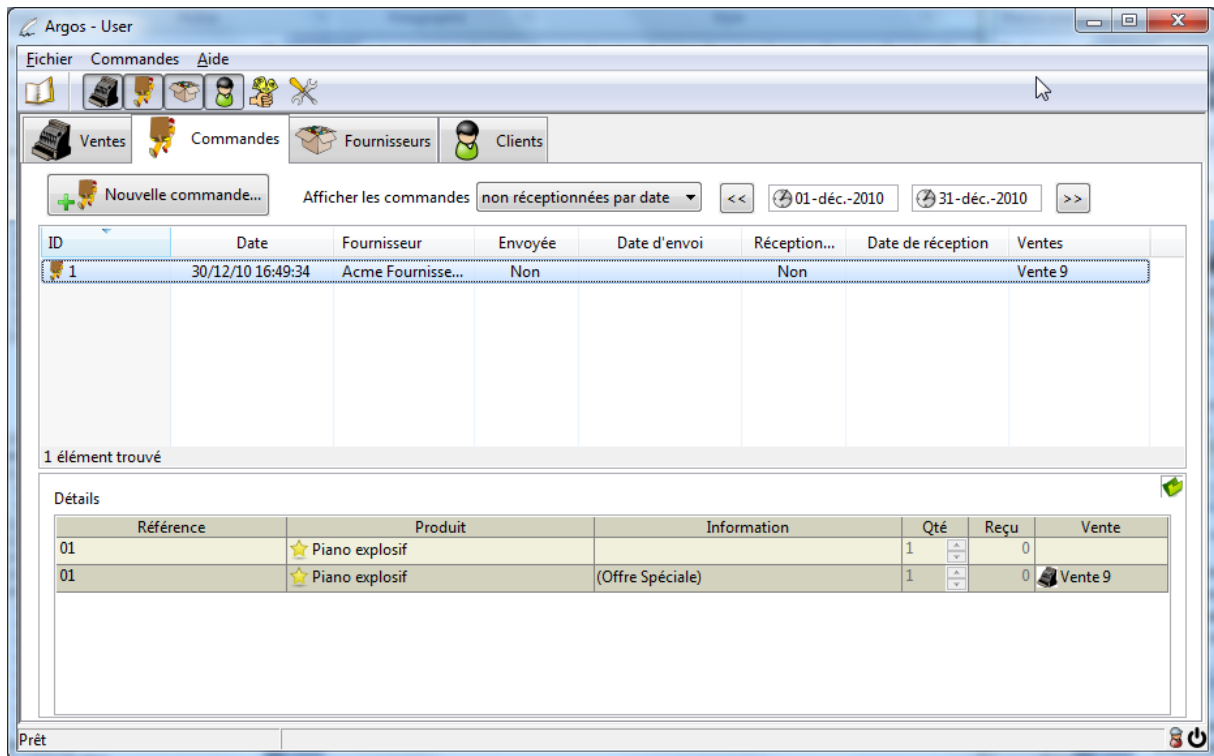 Argos - User
Fichier Commandes Aide
Ventes Commandes Fournisseurs Clients
Nouvelle commande... Afficher les commandes non réceptionnées par date << 01-déc.-2010 31-déc.-2010 >>
ID Date Fournisseur Envoyée Date d'envoi Réception... Date de réception Ventes
1 30/12/10 16:49:34 Acme Fournisse... Non Non Vente 9
1 élément trouvé
Détails
Référence Produit Information Qté Reçu Vente
01 Piano explosif 1 0
01 Piano explosif (Offre Spéciale) 1 0 Vente 9
Prêt